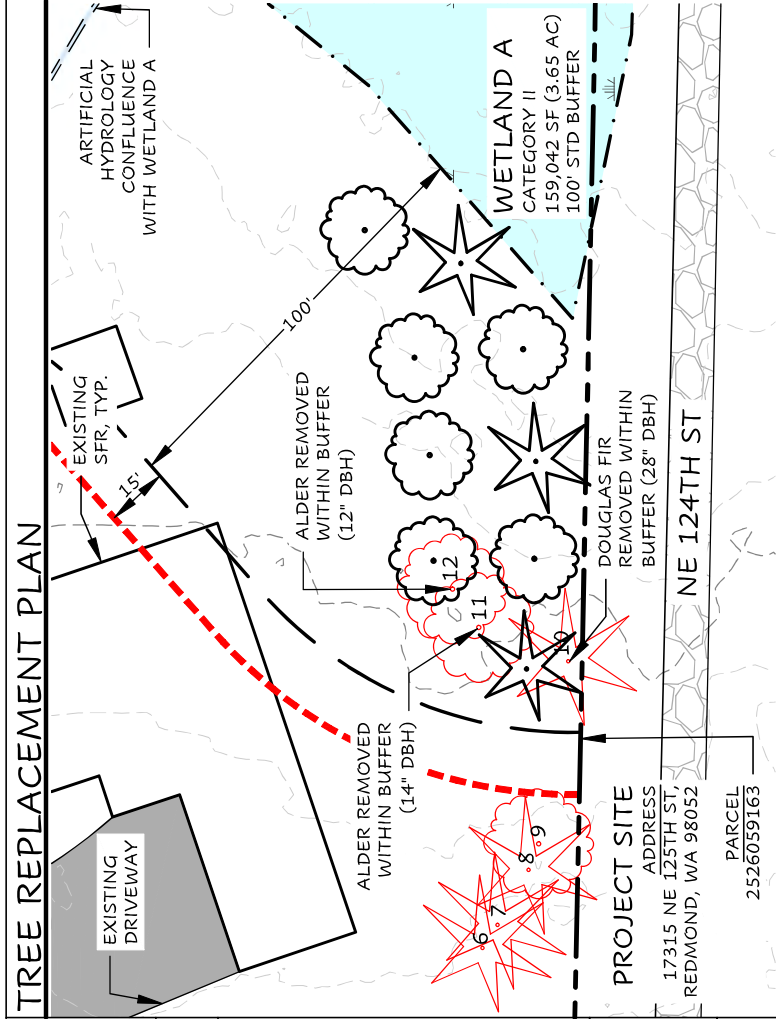 TREE REPLACEMENT PLAN
ARTIFICIAL
HYDROLOGY
CONFLUENCE
WITH WETLAND A
WETLAND A
CATEGORY II
159,042 SF (3.65 AC)
100' STD BUFFER
100'
EXISTING
SFR, TYP.
15'
ALDER REMOVED
WITHIN BUFFER
(12" DBH)
DOUGLAS FIR
REMOVED WITHIN
BUFFER (28" DBH)
NE 124TH ST
12
11
10
ALDER REMOVED
WITHIN BUFFER
(14" DBH)
9
8
7
6
EXISTING
DRIVEWAY
PROJECT SITE
ADDRESS
17315 NE 125TH ST,
REDMOND, WA 98052
PARCEL
2526059163